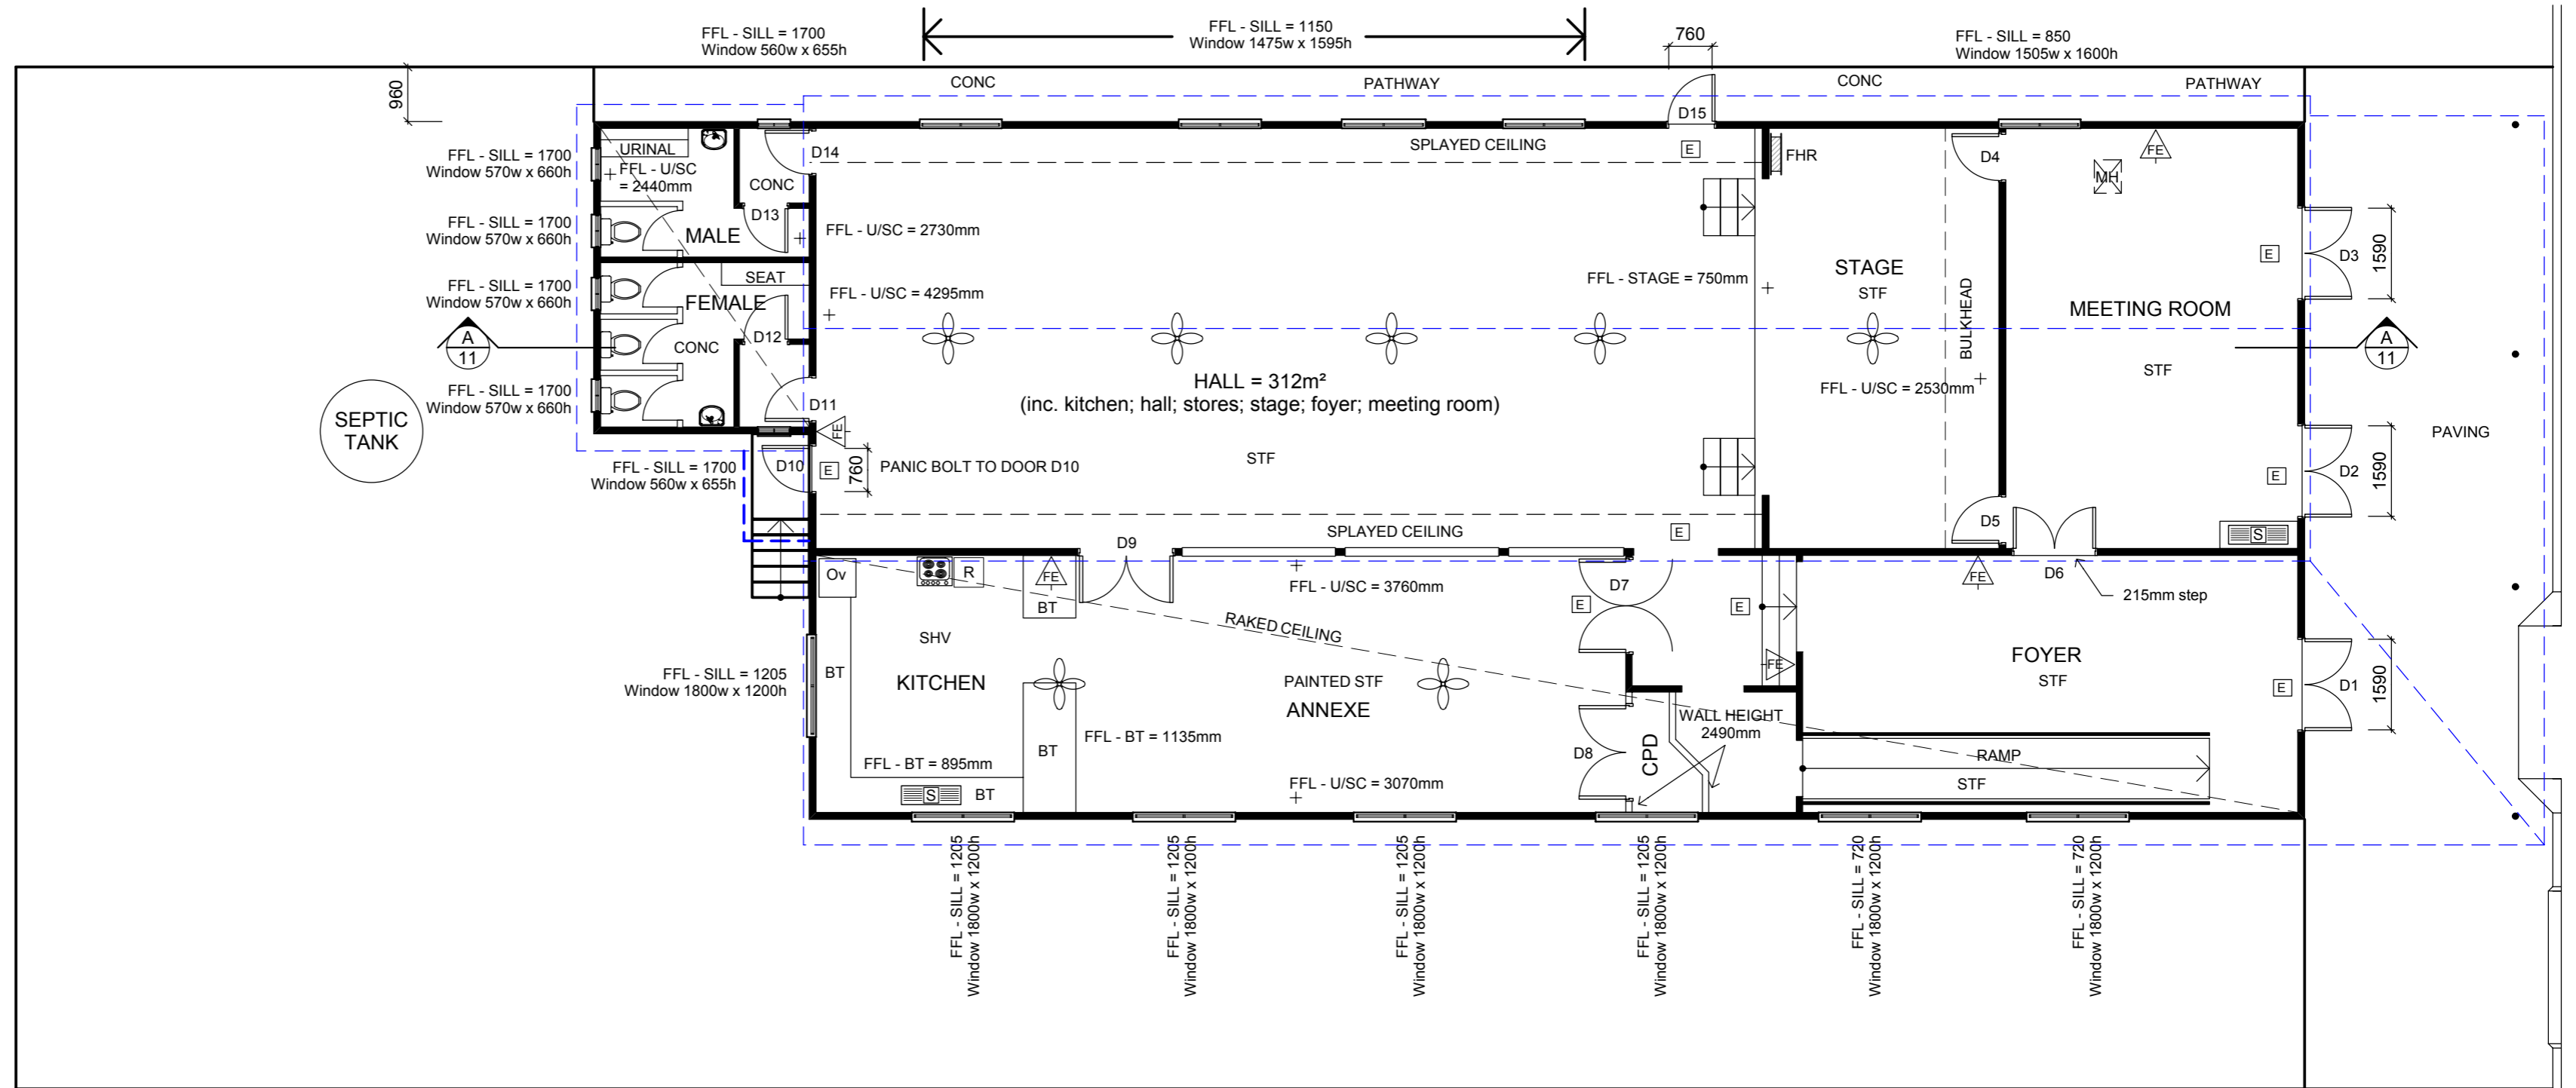 FFL - SILL = 1700
Window 560w x 655h
FFL - SILL = 1150
Window 1475w x 1595h
760
FFL - SILL = 850
Window 1505w x 1600h
960
CONC
PATHWAY
CONC
PATHWAY
D15
E
SPLAYED CEILING
FFL - SILL = 1700
Window 570w x 660h
URINAL
FFL - U/SC
= 2440mm
D14
CONC
D13
FHR
D4
FE
MH
FFL - SILL = 1700
Window 570w x 660h
MALE
FFL - U/SC = 2730mm
SEAT
FFL - SILL = 1700
Window 570w x 660h
FEMALE
FFL - U/SC = 4295mm
FFL - STAGE = 750mm
STAGE
STF
BULKHEAD
MEETING ROOM
STF
E
D3
1590
A
11
CONC
D12
A
11
HALL = 312m²
(inc. kitchen; hall; stores; stage; foyer; meeting room)
FFL - U/SC = 2530mm
FFL - SILL = 1700
Window 570w x 660h
D11
FE
SEPTIC
TANK
PAVING
FFL - SILL = 1700
Window 560w x 655h
D10
E
760
PANIC BOLT TO DOOR D10
STF
E
D2
1590
SPLAYED CEILING
E
D5
S
D9
Ov
R
FE
BT
FFL - U/SC = 3760mm
D7
E
E
FE
D6
215mm step
RAKED CEILING
SHV
BT
KITCHEN
FFL - SILL = 1205
Window 1800w x 1200h
PAINTED STF
ANNEXE
FE
FOYER
STF
E
D1
1590
FFL - BT = 1135mm
BT
FFL - BT = 895mm
S
BT
WALL HEIGHT
2490mm
D8
CPD
FFL - U/SC = 3070mm
RAMP
STF
FFL - SILL = 1205
Window 1800w x 1200h
FFL - SILL = 1205
Window 1800w x 1200h
FFL - SILL = 1205
Window 1800w x 1200h
FFL - SILL = 1205
Window 1800w x 1200h
FFL - SILL = 720
Window 1800w x 1200h
FFL - SILL = 720
Window 1800w x 1200h